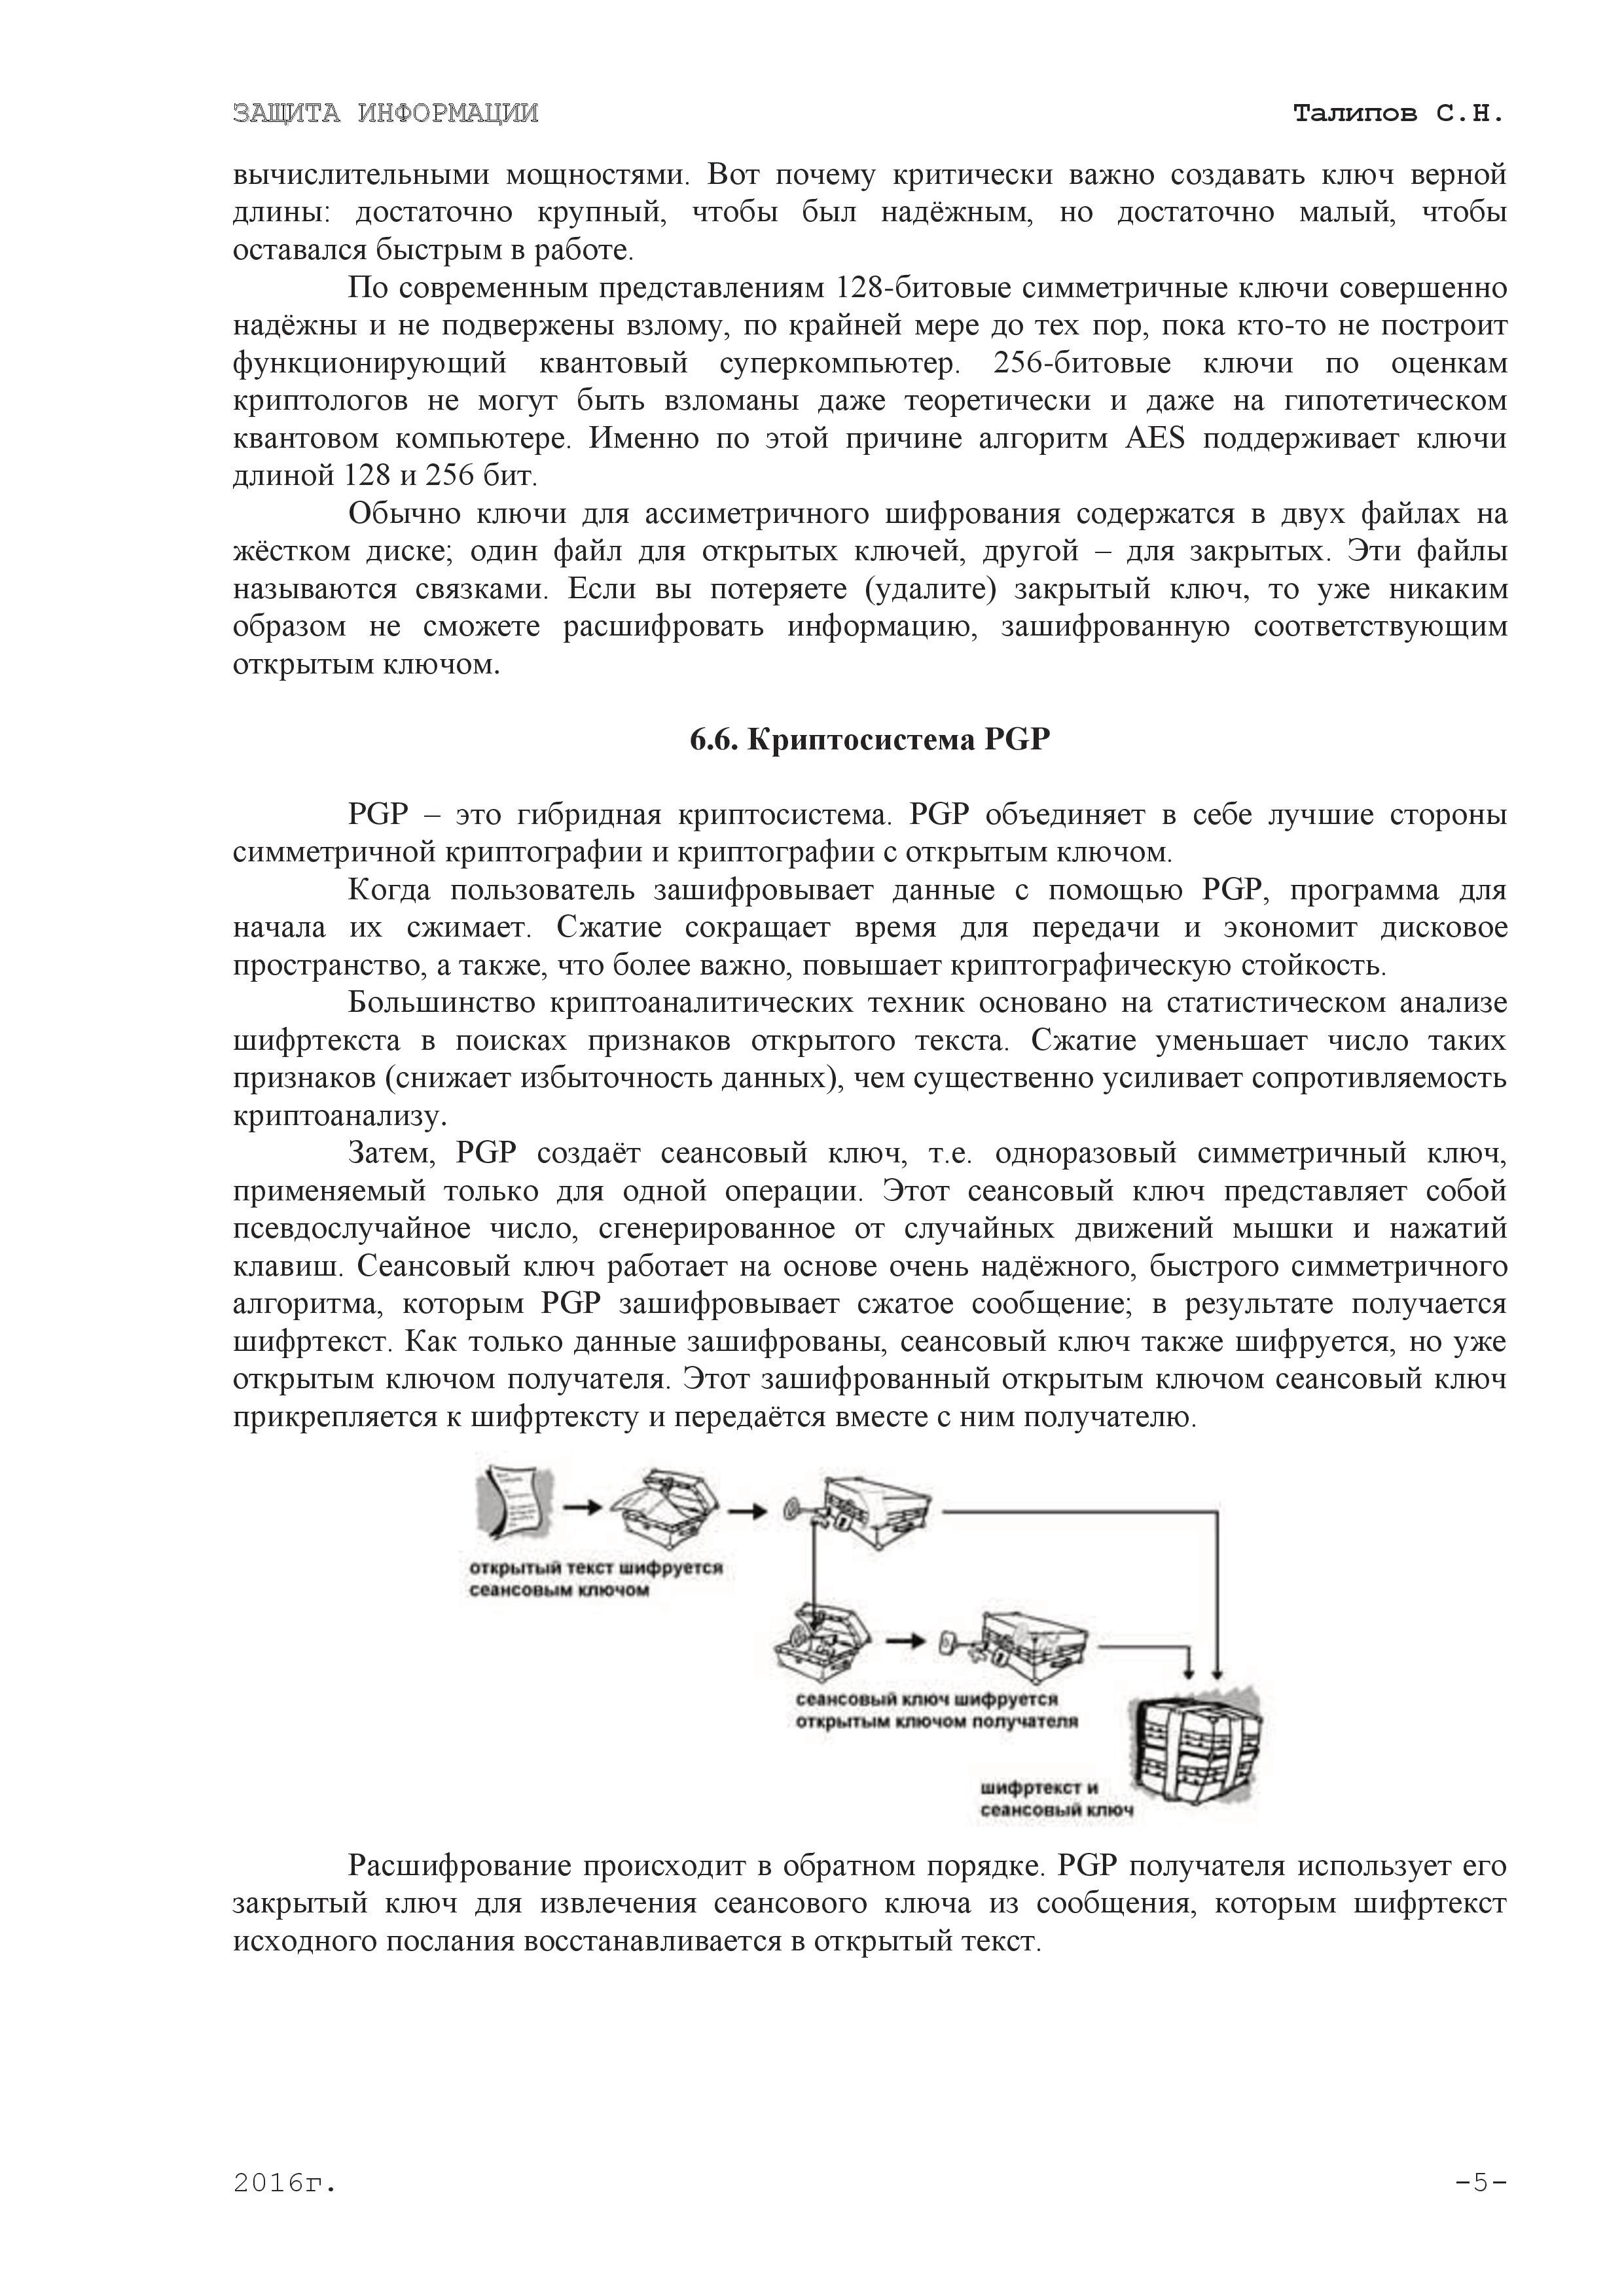 ЗАЩИТА ИНФОРМАЦИИ Талипов С.Н.
вычислительными мощностями. Вот почему критически важно создавать ключ верной
длины: достаточно крупный, чтобы был надёжным, но достаточно малый, чтобы
оставался быстрым в работе.
По современным представлениям 128-битовые симметричные ключи совершенно
надёжны и не подвержены взлому, по крайней мере до тех пор, пока кто-то не построит
функционирующий квантовый суперкомпьютер. 256-битовые ключи по оценкам
криптологов не могут быть взломаны даже теоретически и даже на гипотетическом
квантовом компьютере. Именно по этой причине алгоритм AES поддерживает ключи
длиной 128 и 256 бит.
Обычно ключи для ассиметричного шифрования содержатся в двух файлах на
жёстком диске; один файл для открытых ключей, другой – для закрытых. Эти файлы
называются связками. Если вы потеряете (удалите) закрытый ключ, то уже никаким
образом не сможете расшифровать информацию, зашифрованную соответствующим
открытым ключом.
6.6. Криптосистема PGP
PGP – это гибридная криптосистема. PGP объединяет в себе лучшие стороны
симметричной криптографии и криптографии с открытым ключом.
Когда пользователь зашифровывает данные с помощью PGP, программа для
начала их сжимает. Сжатие сокращает время для передачи и экономит дисковое
пространство, а также, что более важно, повышает криптографическую стойкость.
Большинство криптоаналитических техник основано на статистическом анализе
шифртекста в поисках признаков открытого текста. Сжатие уменьшает число таких
признаков (снижает избыточность данных), чем существенно усиливает сопротивляемость
криптоанализу.
Затем, PGP создаёт сеансовый ключ, т.е. одноразовый симметричный ключ,
применяемый только для одной операции. Этот сеансовый ключ представляет собой
псевдослучайное число, сгенерированное от случайных движений мышки и нажатий
клавиш. Сеансовый ключ работает на основе очень надёжного, быстрого симметричного
алгоритма, которым PGP зашифровывает сжатое сообщение; в результате получается
шифртекст. Как только данные зашифрованы, сеансовый ключ также шифруется, но уже
открытым ключом получателя. Этот зашифрованный открытым ключом сеансовый ключ
прикрепляется к шифртексту и передаётся вместе с ним получателю.
открытый текст шифруется
сеансовым ключом
сеансовый ключ шифруется
открытым ключом получателя
шифртекст и
сеансовый ключ
Расшифрование происходит в обратном порядке. PGP получателя использует его
закрытый ключ для извлечения сеансового ключа из сообщения, которым шифртекст
исходного послания восстанавливается в открытый текст.
2016г. -5-